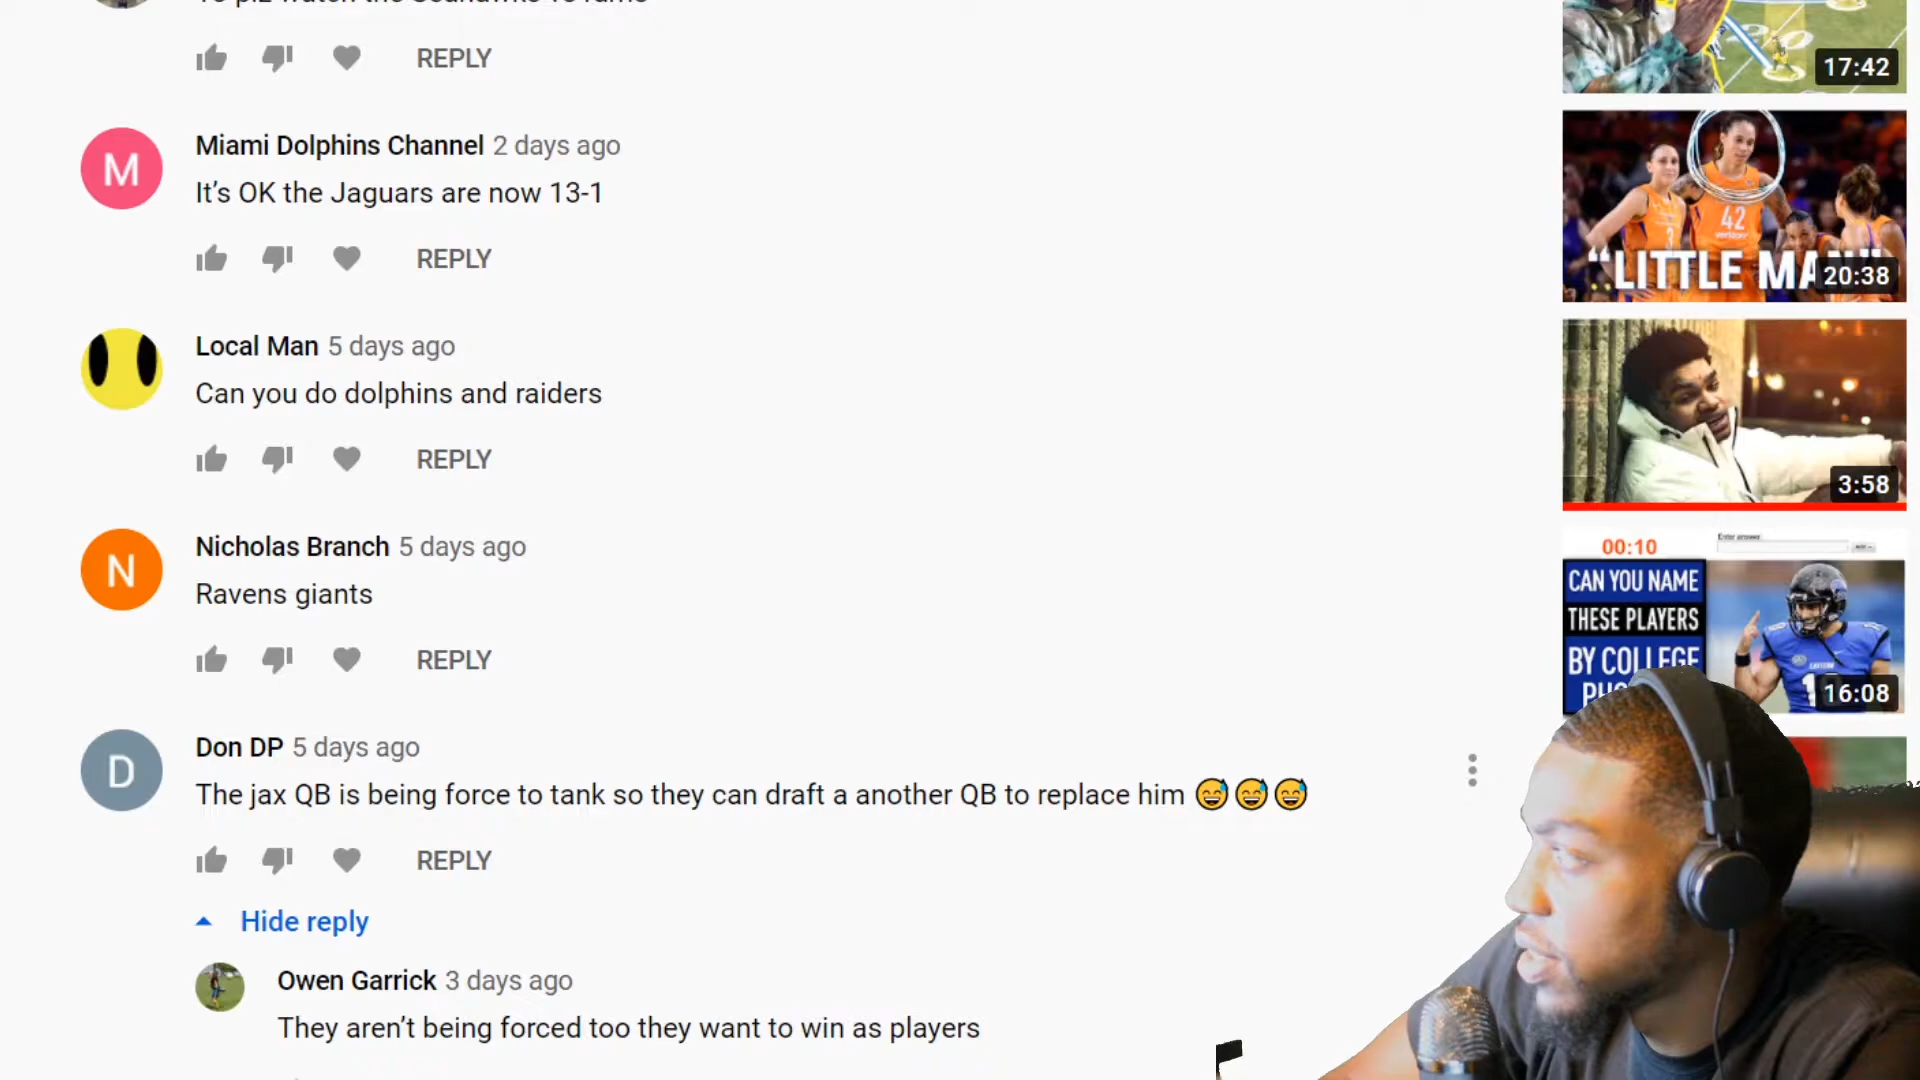 REPLY
17:42
M
Miami Dolphins Channel 2 days ago
It’s OK the Jaguars are now 13-1
REPLY
42
“LITTLE
20:38
Local Man 5 days ago
Can you do dolphins and raiders
REPLY
3:58
N
Nicholas Branch 5 days ago
Ravens giants
REPLY
00:10
Enter answer
CAN YOU NAME
THESE PLAYERS
BY COLLEGE
16:08
D
Don DP 5 days ago
The jax QB is being force to tank so they can draft a another QB to replace him 😅😅😅
REPLY
Hide reply
Owen Garrick 3 days ago
They aren’t being forced too they want to win as players